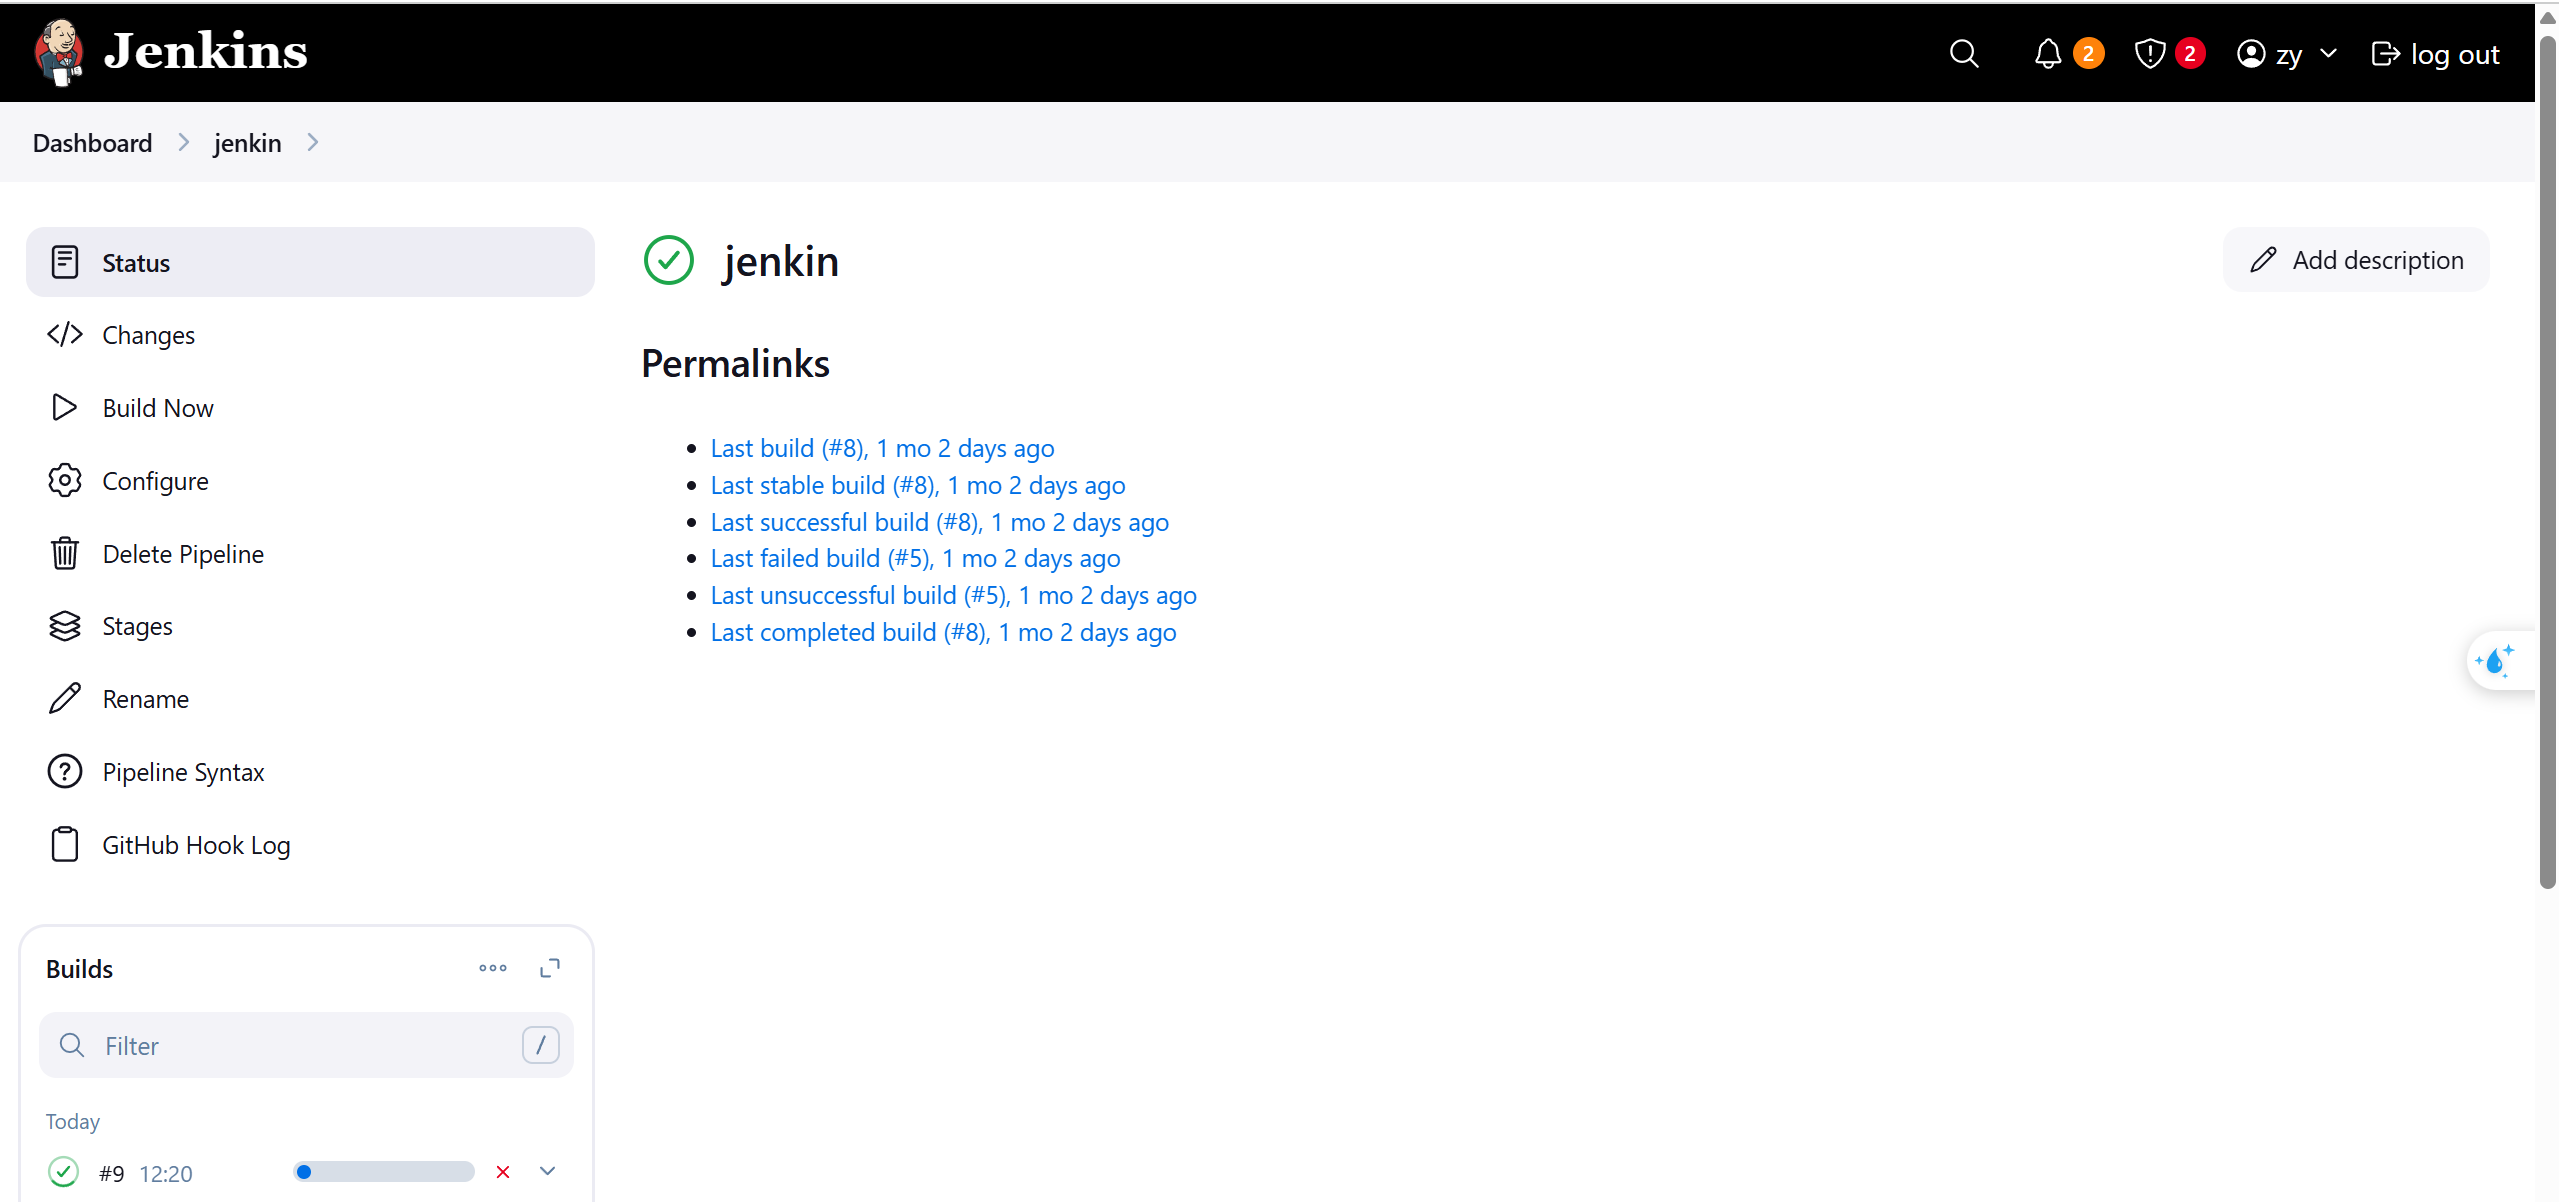 Jenkins
2
2
zy
log out
Dashboard
jenkin
Status
Changes
Build Now
Configure
Delete Pipeline
Stages
Rename
Pipeline Syntax
GitHub Hook Log
jenkin
Add description
Permalinks
Last build (#8), 1 mo 2 days ago
Last stable build (#8), 1 mo 2 days ago
Last successful build (#8), 1 mo 2 days ago
Last failed build (#5), 1 mo 2 days ago
Last unsuccessful build (#5), 1 mo 2 days ago
Last completed build (#8), 1 mo 2 days ago
Builds
Filter /
Today
#9 12:20